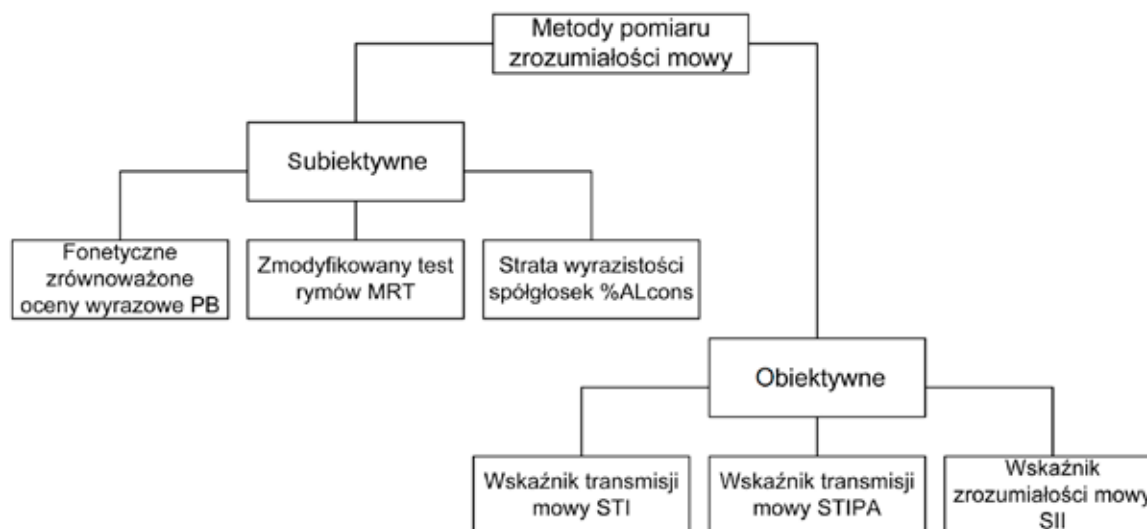 Metody pomiaru
zrozumiałości mowy
Subiektywne
Fonetyczne
zrównoważone
oceny wyrazowe PB
Zmodyfikowany test
rymów MRT
Strata wyrazistości
spółgłosek %ALcons
Obiektywne
Wskaźnik transmisji
mowy STI
Wskaźnik transmisji
mowy STIPA
Wskaźnik
zrozumiałości mowy
SII